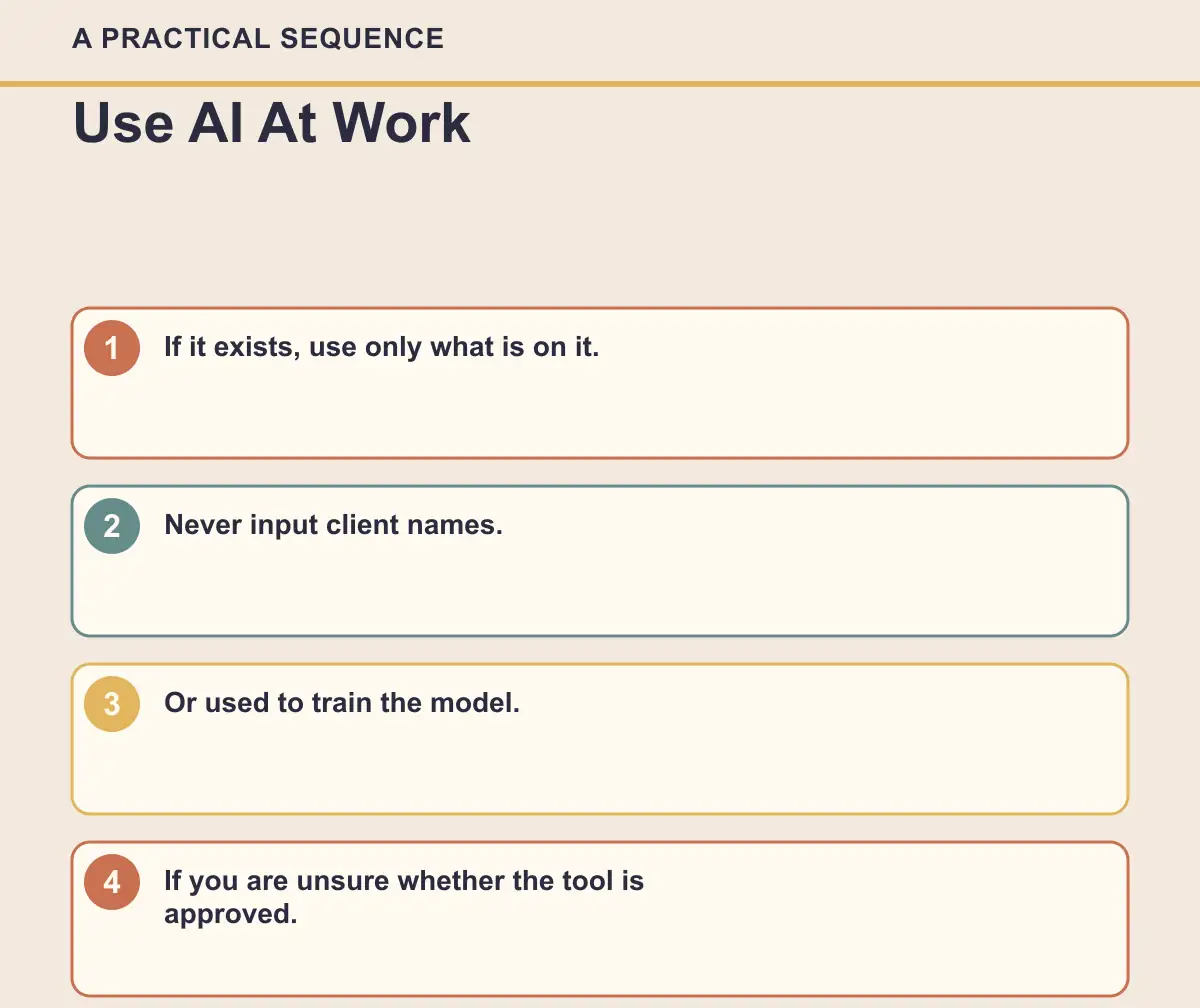 A PRACTICAL SEQUENCE
Use AI At Work
1
If it exists, use only what is on it.
2
Never input client names.
3
Or used to train the model.
4
If you are unsure whether the tool is
approved.